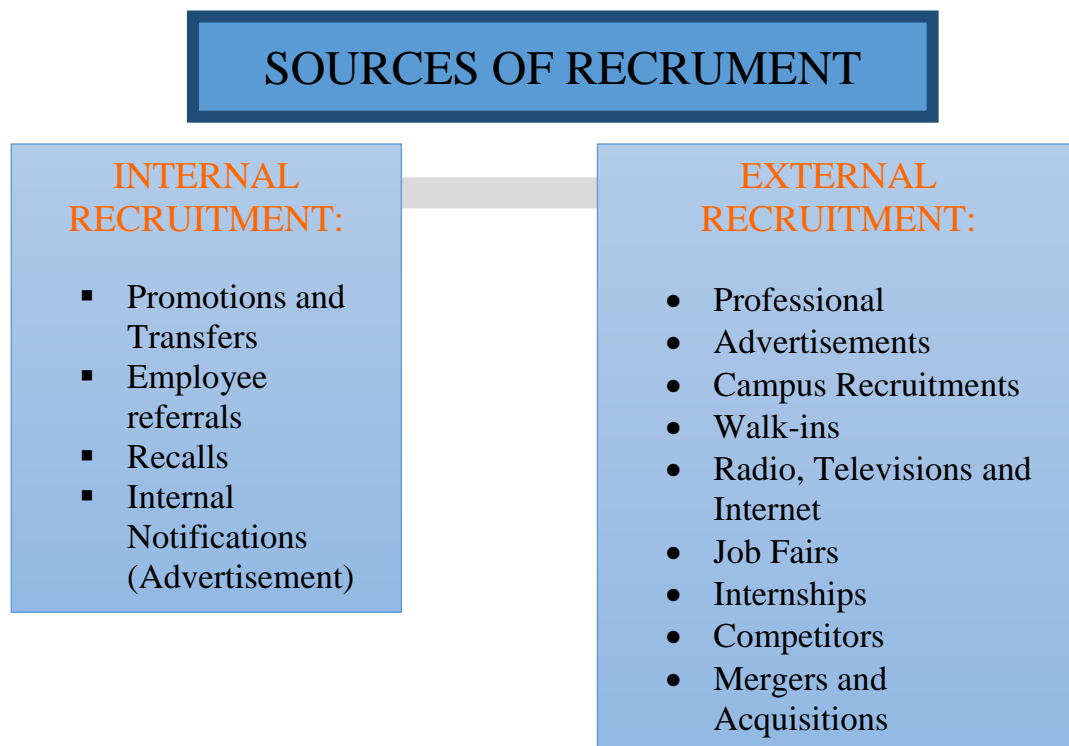 SOURCES OF RECRUMENT
INTERNAL
RECRUITMENT:
▪ Promotions and
Transfers
▪ Employee
referrals
▪ Recalls
▪ Internal
Notifications
(Advertisement)
EXTERNAL
RECRUITMENT:
• Professional
• Advertisements
• Campus Recruitments
• Walk-ins
• Radio, Televisions and
Internet
• Job Fairs
• Internships
• Competitors
• Mergers and
Acquisitions